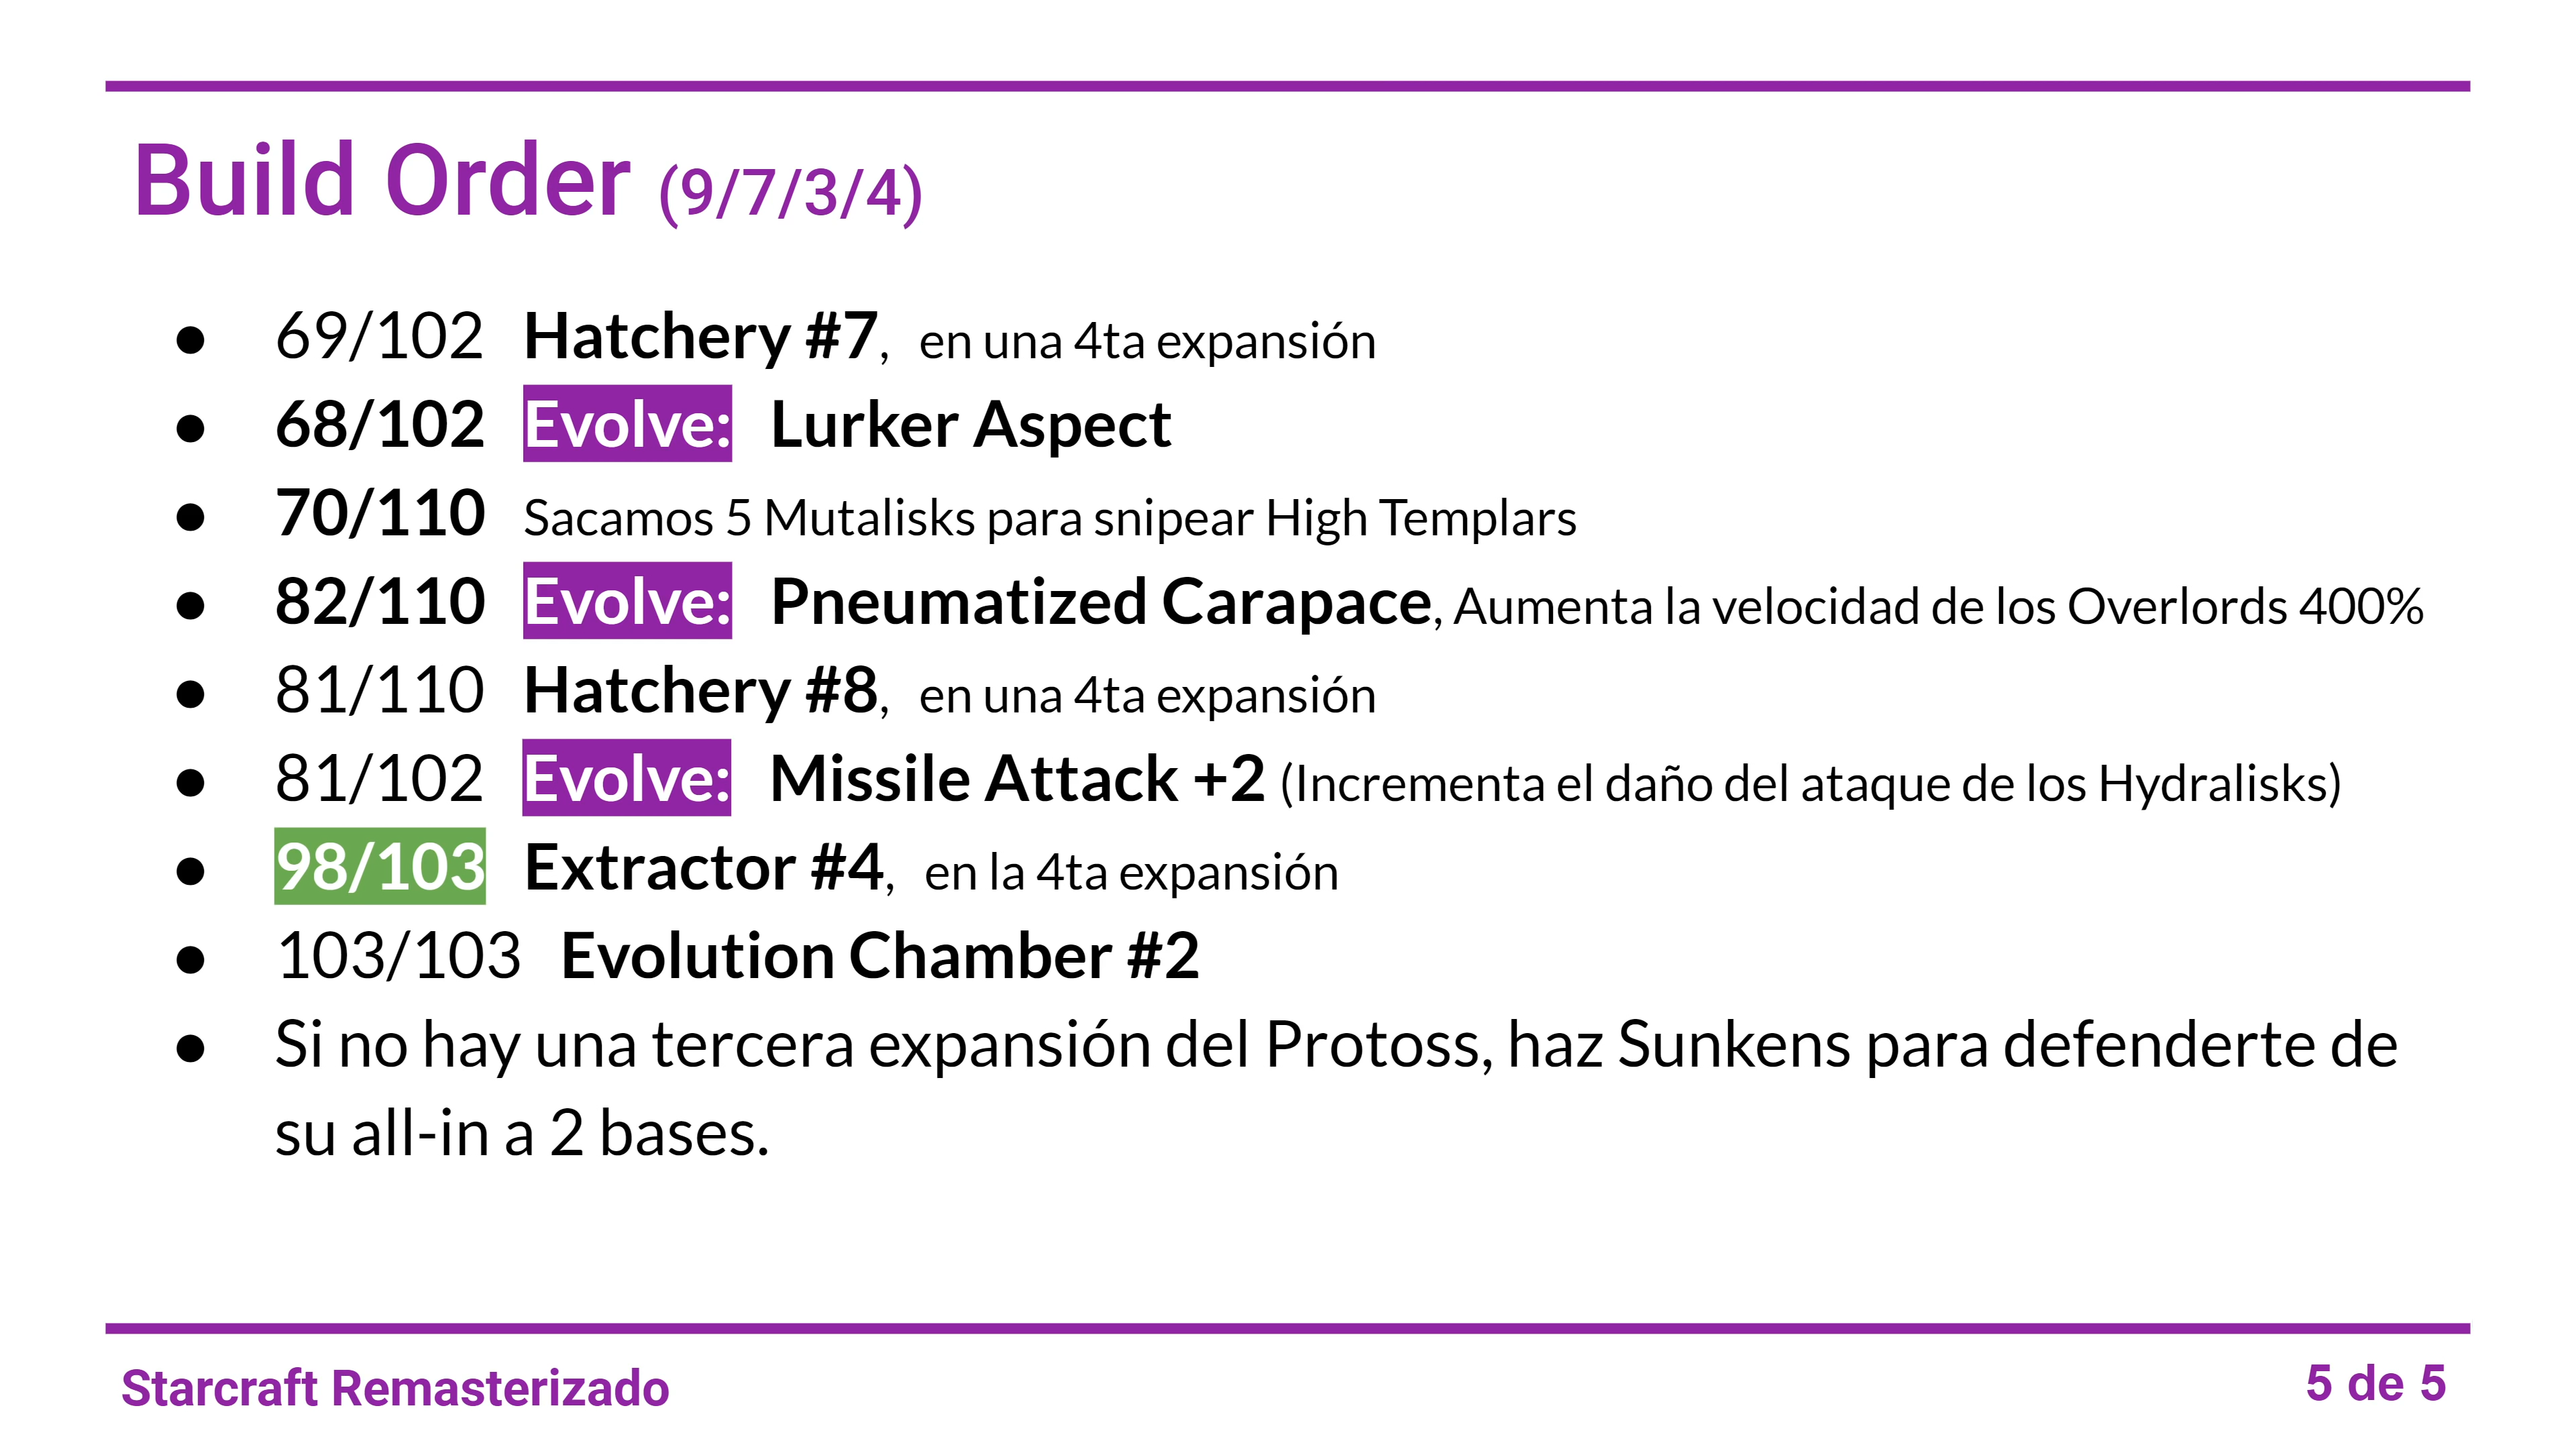 Build Order (9/7/3/4)
● 69/102 Hatchery #7, en una 4ta expansión
● 68/102 Evolve: Lurker Aspect
● 70/110 Sacamos 5 Mutalisks para snipear High Templars
● 82/110 Evolve: Pneumatized Carapace, Aumenta la velocidad de los Overlords 400%
● 81/110 Hatchery #8, en una 4ta expansión
● 81/102 Evolve: Missile Attack +2 (Incrementa el daño del ataque de los Hydralisks)
● 98/103 Extractor #4, en la 4ta expansión
● 103/103 Evolution Chamber #2
● Si no hay una tercera expansión del Protoss, haz Sunkens para defenderte de
su all-in a 2 bases.
Starcraft Remasterizado
5 de 5